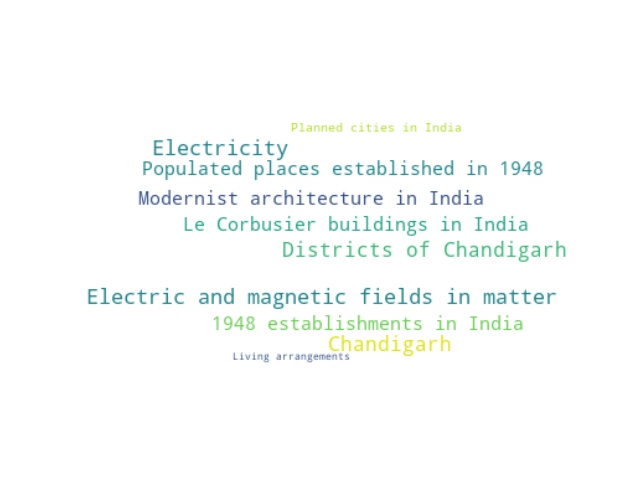 Planned cities in India
Electricity
Populated places established in 1948
Modernist architecture in India
Le Corbusier buildings in India
Districts of Chandigarh
Electric and magnetic fields in matter
1948 establishments in India
Chandigarh
Living arrangements